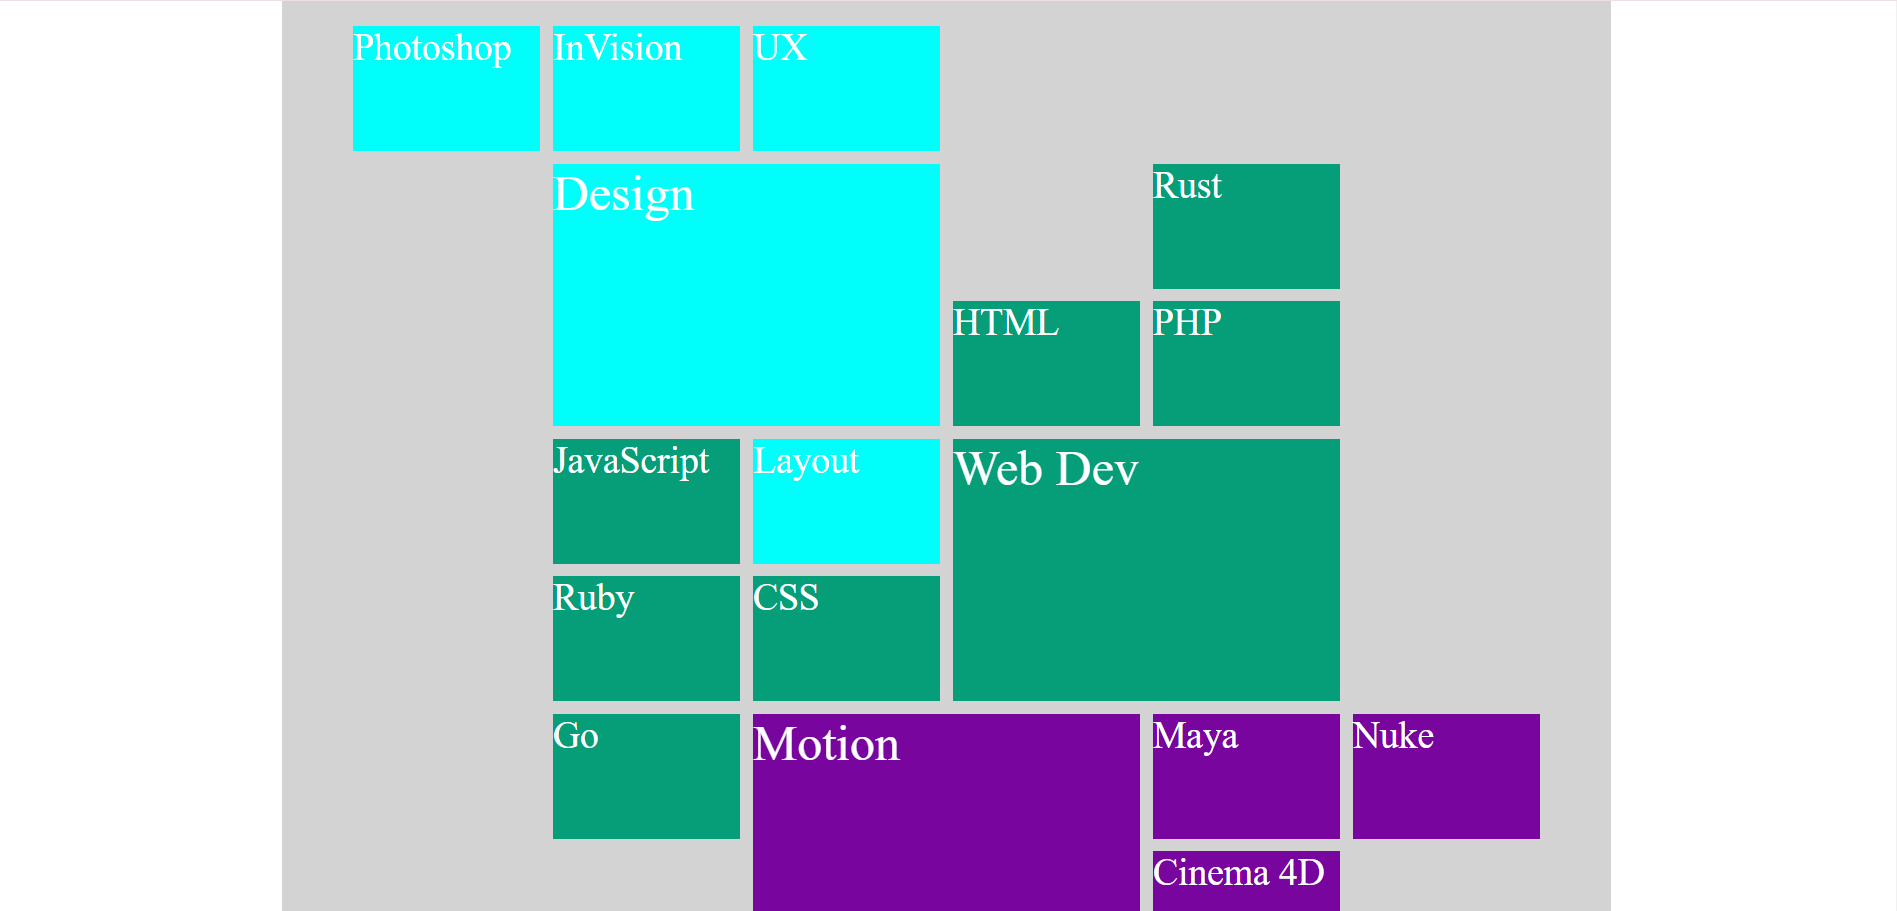 Photoshop
InVision
UX
Design
Rust
HTML
PHP
JavaScript
Layout
Web Dev
Ruby
CSS
Go
Motion
Maya
Nuke
Cinema 4D